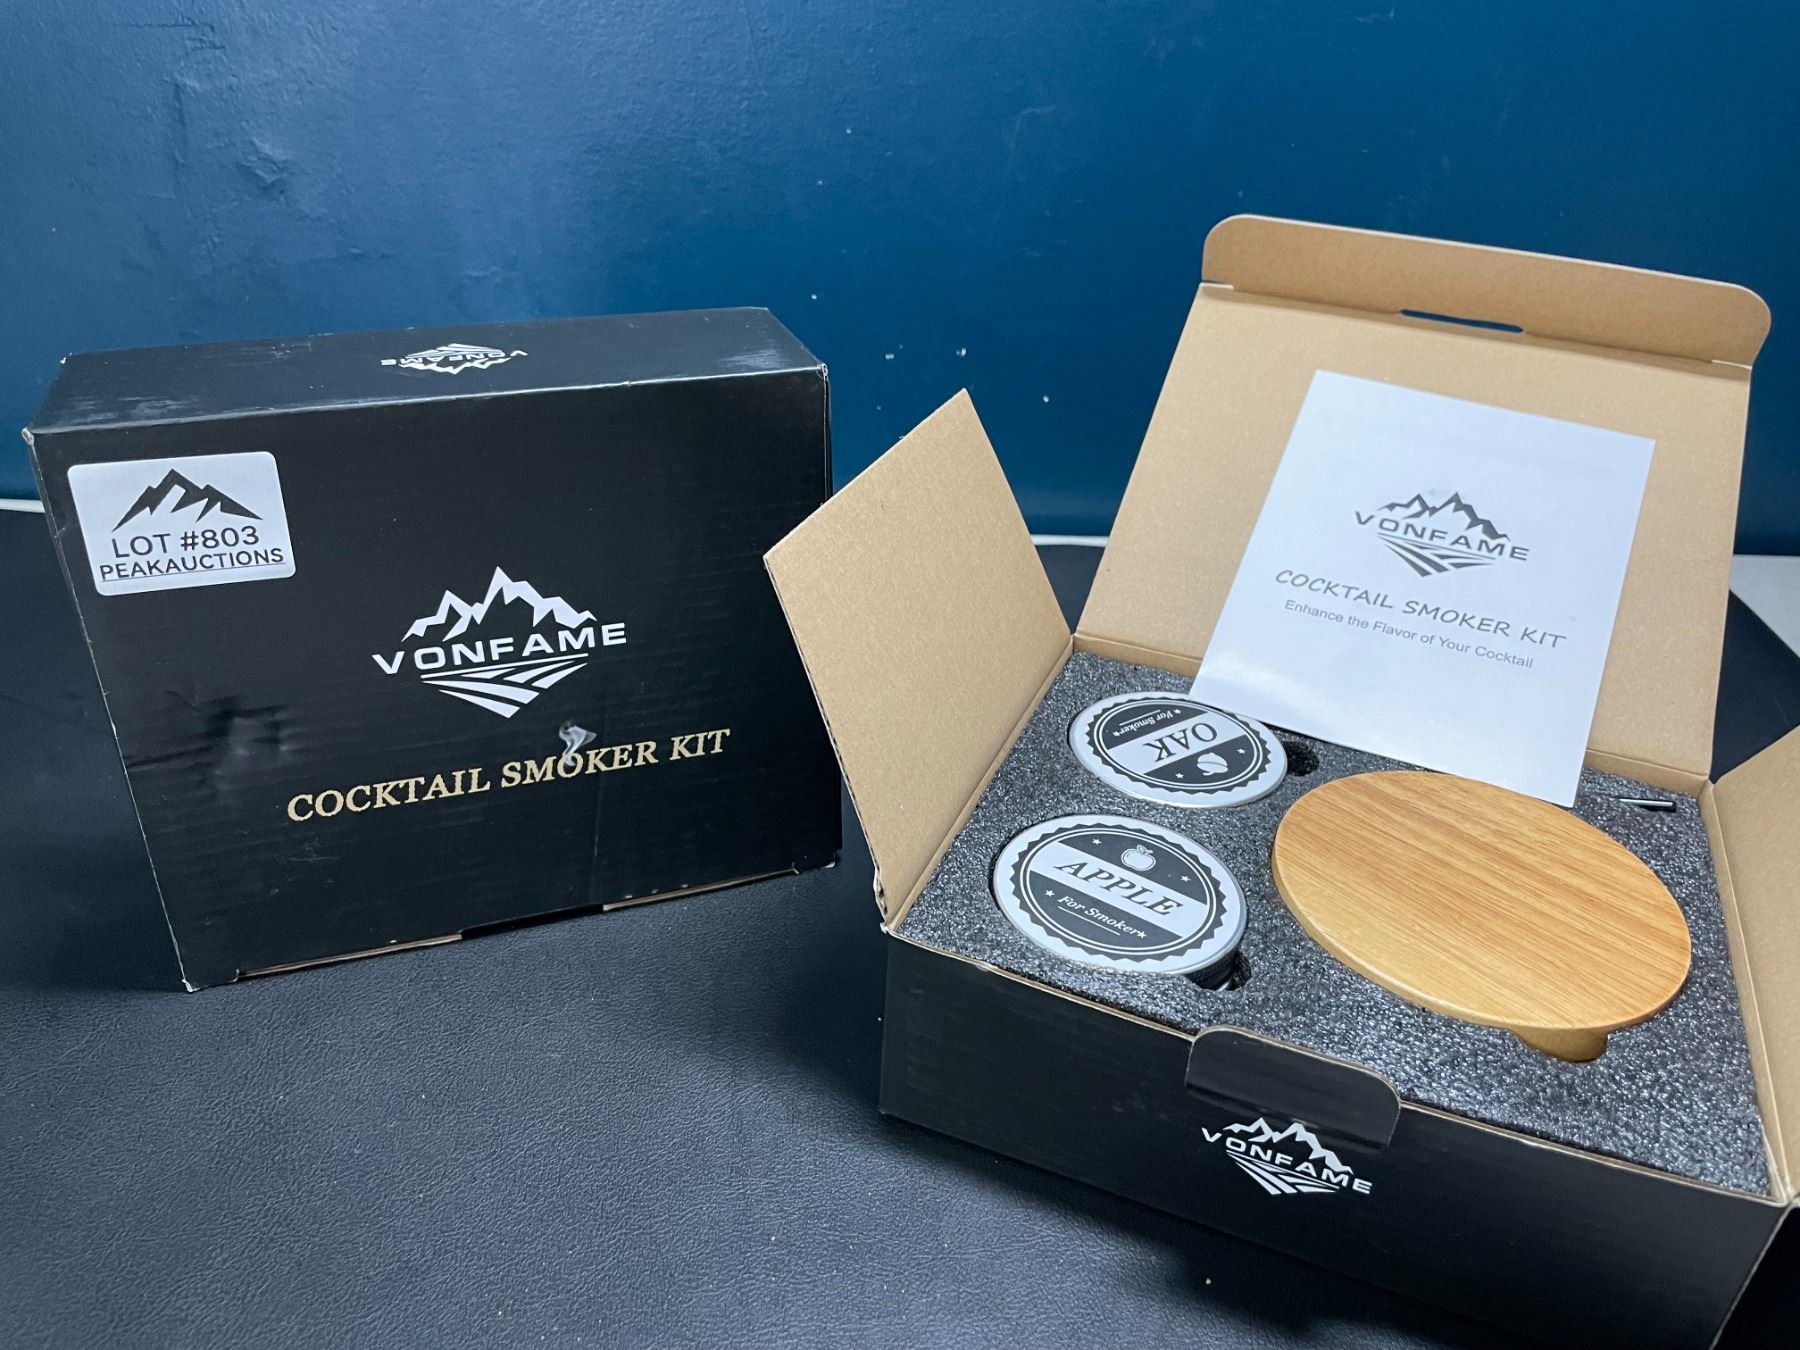 VONFAME
LOT #803
PEAKAUCTIONS
VONFAME
COCKTAIL SMOKER KIT
VONFAME
COCKTAIL SMOKER KIT
Enhance the Flavor of Your Cocktail
OAK
For Smoker
APPLE
For Smoker
VONFAME